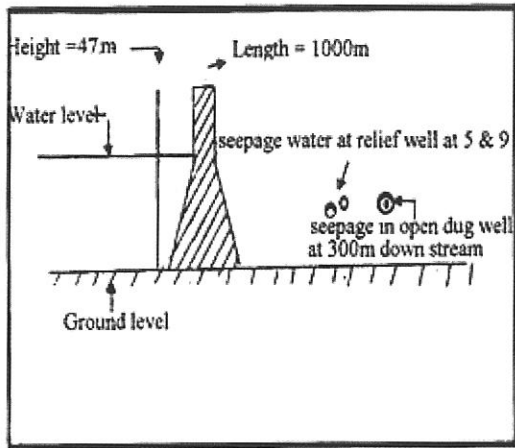 Height =47m
Length = 1000m
Water level
seepage water at relief well at 5 & 9
seepage in open dug well
at 300m down stream
Ground level